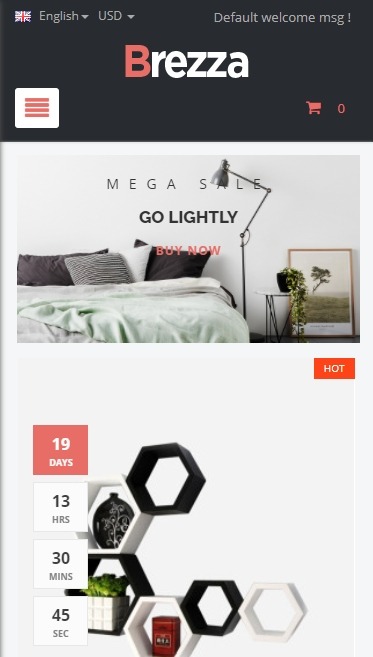 English USD Default welcome msg !
Brezza
0
MEGA SALE
GO LIGHTLY
BUY NOW
HOT
19
DAYS
13
HRS
30
MINS
45
SEC